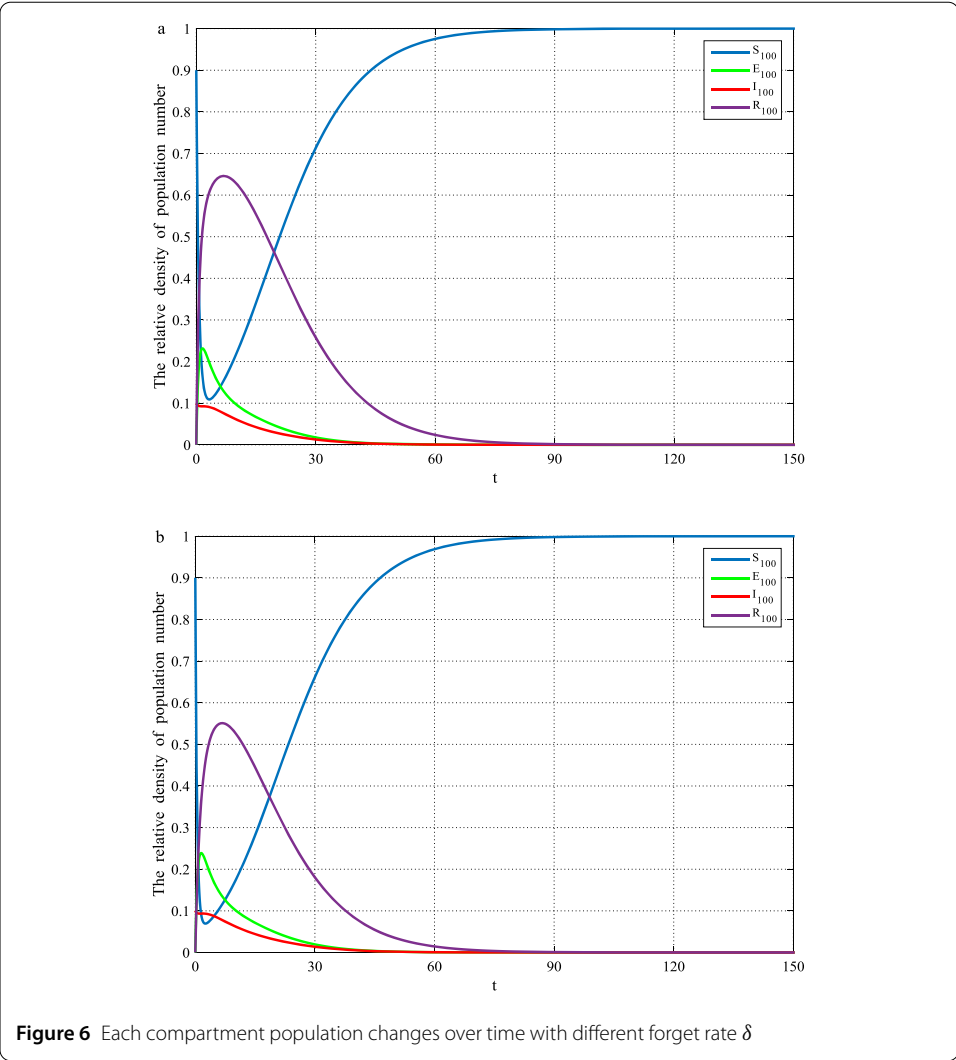 a
The relative density of population number
1
0.9
0.8
0.7
0.6
0.5
0.4
0.3
0.2
0.1
0
0 30 60 90 120 150
t
S100
E100
I100
R100
b
The relative density of population number
1
0.9
0.8
0.7
0.6
0.5
0.4
0.3
0.2
0.1
0
0 30 60 90 120 150
t
S100
E100
I100
R100
Figure 6 Each compartment population changes over time with different forget rate δ